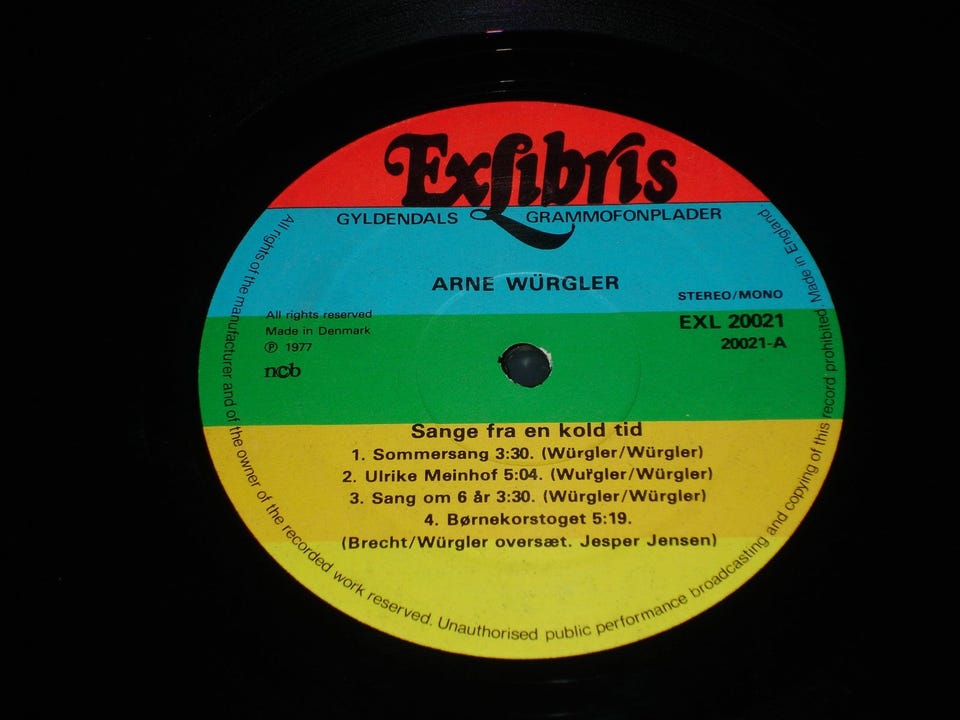 ExLibris
GYLDENDALS GRAMMOFONPLADER
ARNE WÜRGLER
STEREO/MONO
All rights reserved
Made in Denmark
Ⓟ 1977
ncb
EXL 20021
20021-A
Sange fra en kold tid
1. Sommersang 3:30. (Würgler/Würgler)
2. Ulrike Meinhof 5:04. (Würgler/Würgler)
3. Sang om 6 år 3:30. (Würgler/Würgler)
4. Børnekorstoget 5:19.
(Brecht/Würgler oversæt. Jesper Jensen)
All rights of the manufacturer and of the owner of the recorded work reserved. Unauthorised public performance broadcasting and copying of this record prohibited. Made in England.